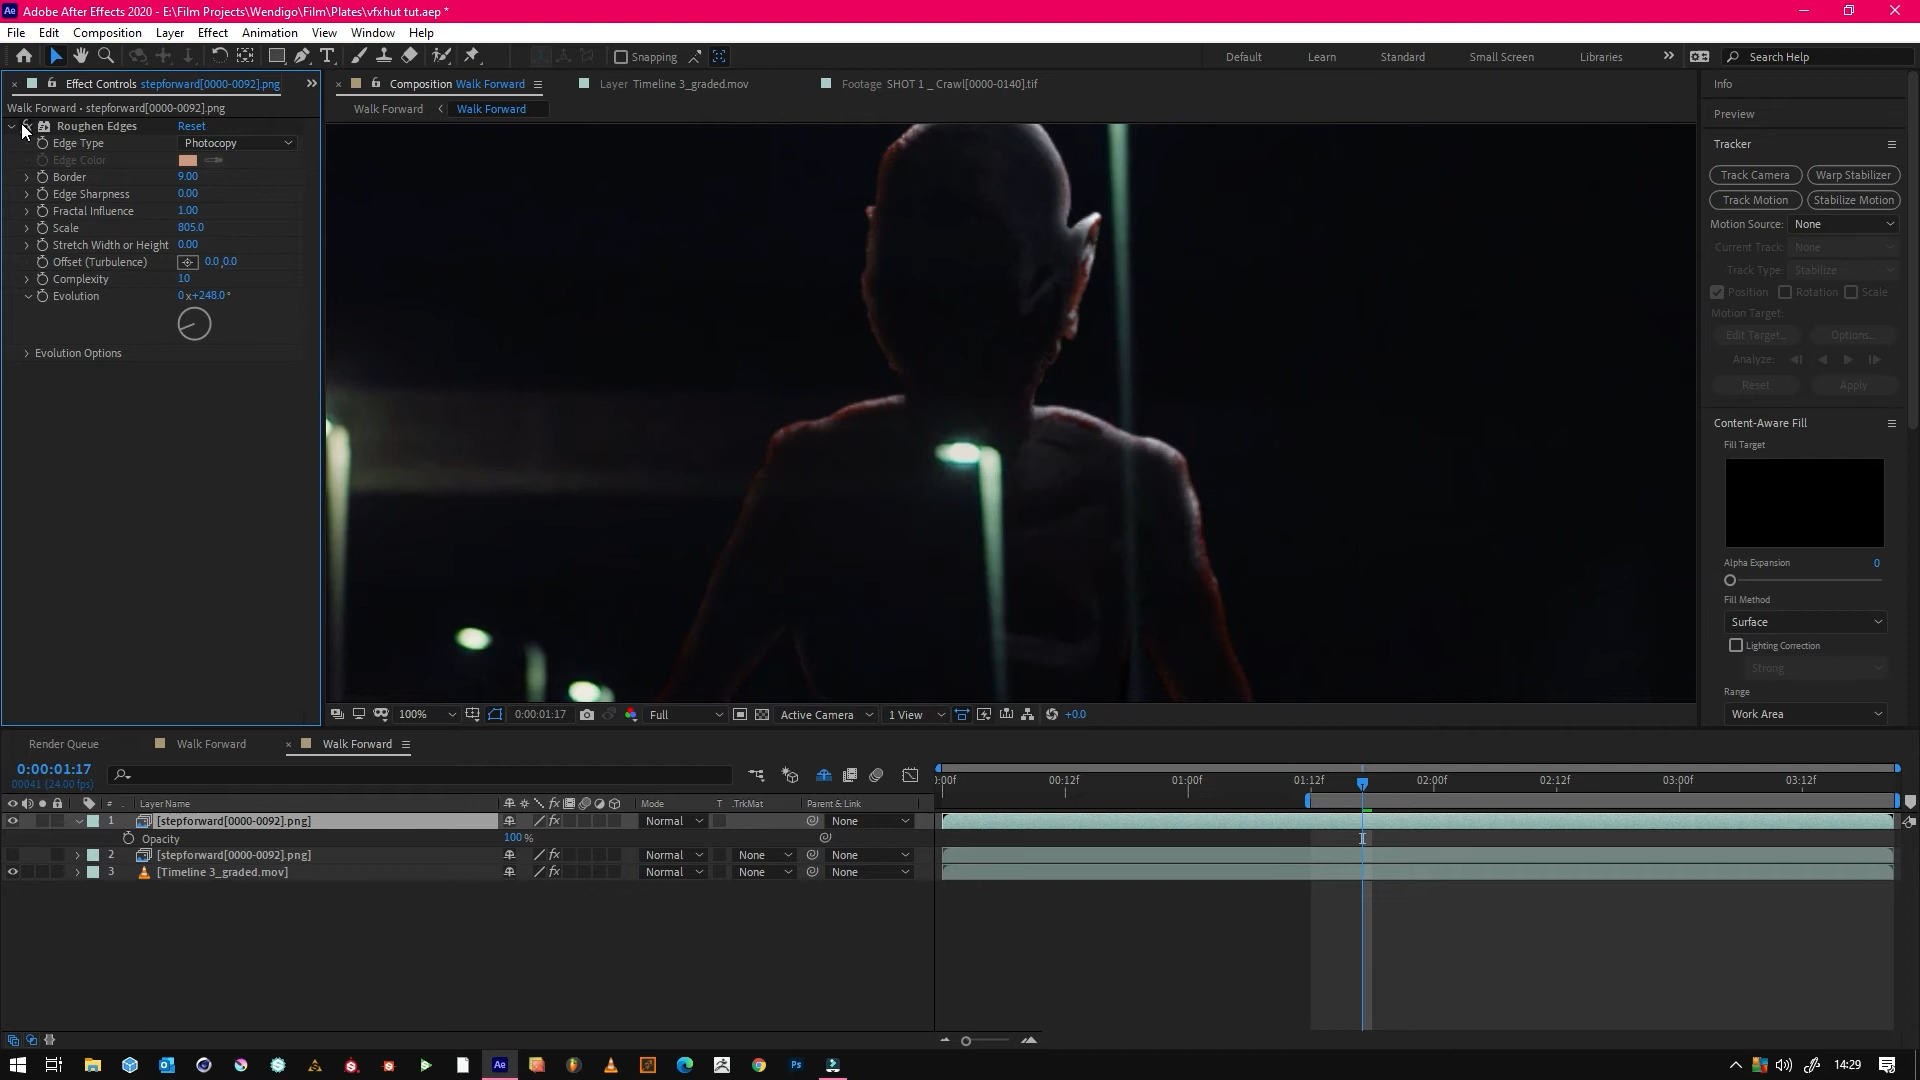 Adobe After Effects 2020 - E:\Film Projects\Wendigo\Film\Plates\vfxhut tut.aep *
File Edit Composition Layer Effect Animation View Window Help
Snapping
Default Learn Standard Small Screen Libraries
Search Help
Effect Controls stepforward[0000-0092].png
Walk Forward • stepforward[0000-0092].png
Roughen Edges Reset
Edge Type Photocopy
Edge Color
Border 9.00
Edge Sharpness 0.00
Fractal Influence 1.00
Scale 805.0
Stretch Width or Height 0.00
Offset (Turbulence) 0.0,0.0
Complexity 10
Evolution 0x+248.0°
Evolution Options
Composition Walk Forward
Layer Timeline 3_graded.mov
Footage SHOT 1 _ Crawl[0000-0140].tif
Walk Forward Walk Forward
100% 0:00:01:17 Full Active Camera 1 View +0.0
Info
Preview
Tracker
Track Camera Warp Stabilizer
Track Motion Stabilize Motion
Motion Source: None
Current Track: None
Track Type: Stabilize
Position Rotation Scale
Motion Target:
Edit Target... Options...
Analyze:
Reset Apply
Content-Aware Fill
Fill Target
Alpha Expansion 0
Fill Method
Surface
Lighting Correction
Strong
Range
Work Area
Render Queue Walk Forward Walk Forward
0:00:01:17
00041 (24.00 fps)
# Layer Name Mode T .TrkMat Parent & Link
1 [stepforward[0000-0092].png] Normal None
Opacity 100 %
2 [stepforward[0000-0092].png] Normal None None
3 [Timeline 3_graded.mov] Normal None None
:00f 00:12f 01:00f 01:12f 02:00f 02:12f 03:00f 03:12f
14:29